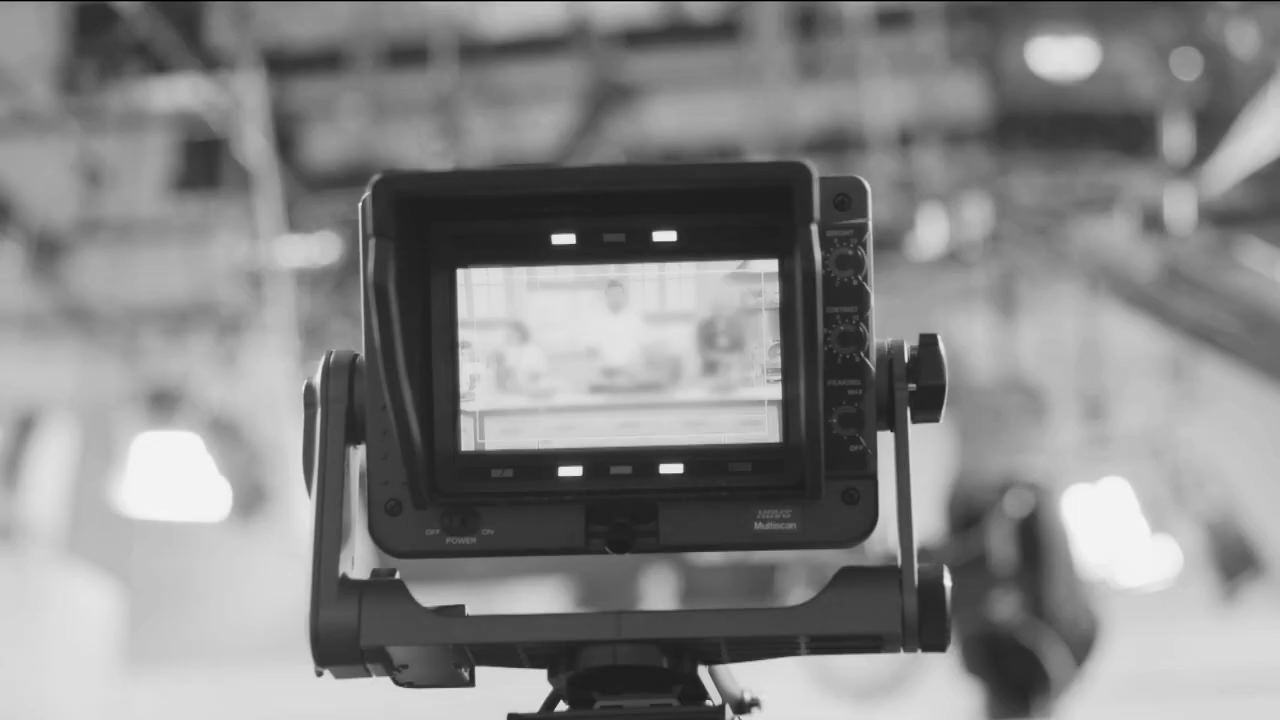 BRIGHT
CONTRAST
PEAKING
MAX
OFF
OFF
ON
POWER
Multiscan